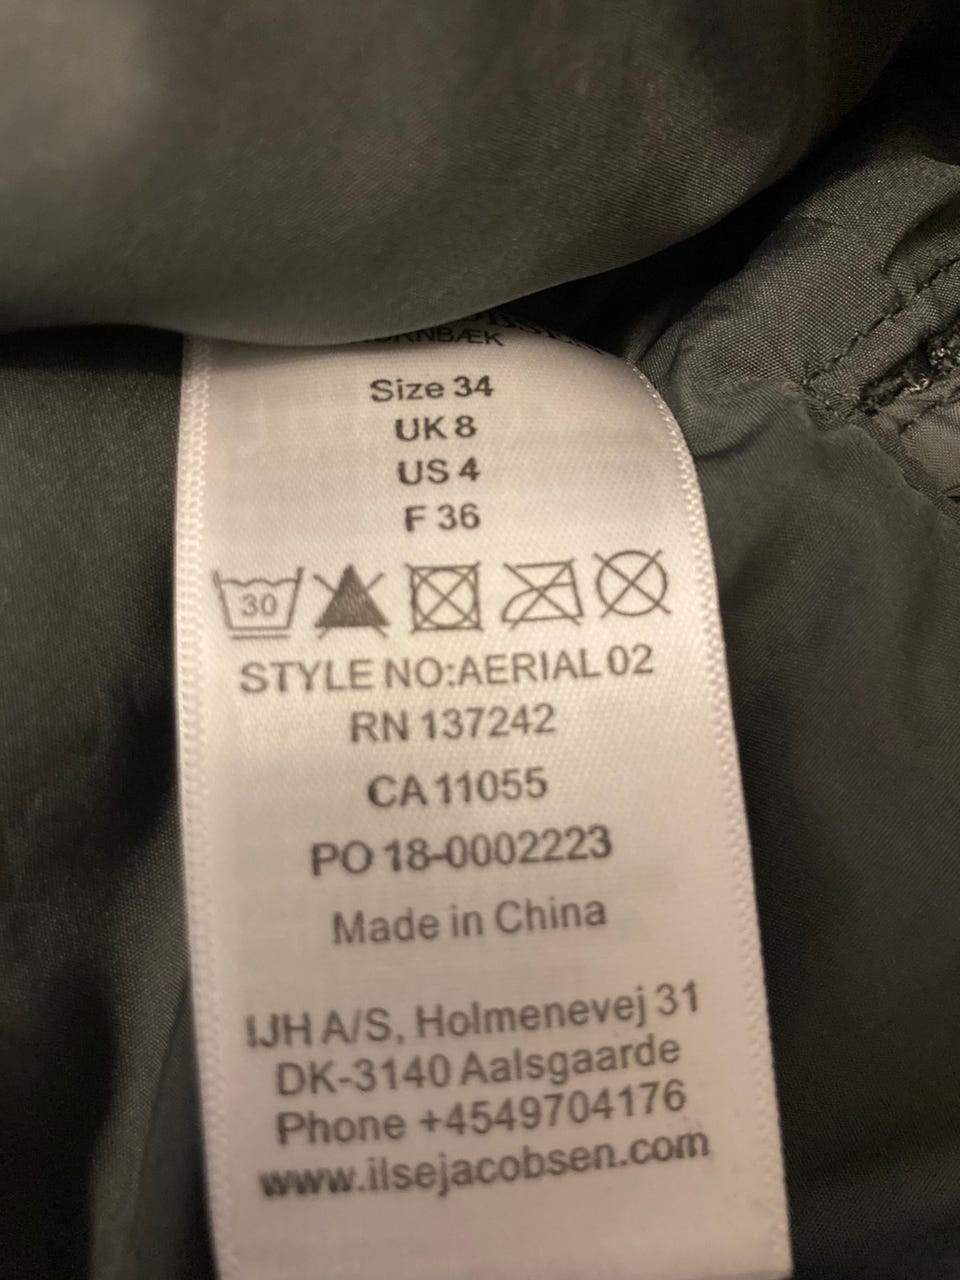 Size 34
UK 8
US 4
F 36
30
STYLE NO:AERIAL 02
RN 137242
CA 11055
PO 18-0002223
Made in China
IJH A/S, Holmenevej 31
DK-3140 Aalsgaarde
Phone +4549704176
www.ilsejacobsen.com